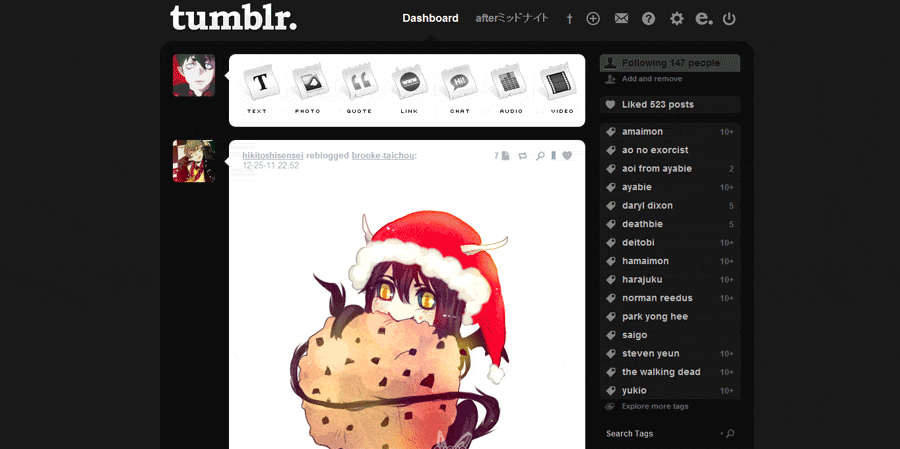 tumblr.
Dashboard
afterミッドナイト
†
TEXT
PHOTO
QUOTE
LINK
CHAT
AUDIO
VIDEO
hikitoshisensei reblogged brooke-taichou:
12-25-11 22:52
7
Following 147 people
Add and remove
Liked 523 posts
amaimon 10+
ao no exorcist
aoi from ayabie 2
ayabie 10+
daryl dixon 5
deathbie 5
deitobi 10+
hamaimon 10+
harajuku 10+
norman reedus 10+
park yong hee
saigo
steven yeun 10+
the walking dead 10+
yukio 10+
Explore more tags
Search Tags